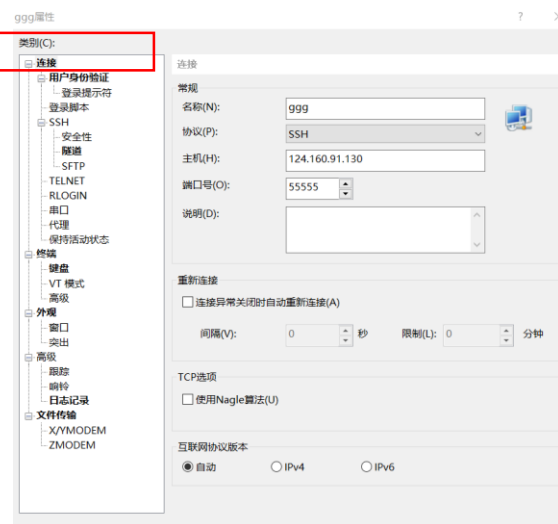 ggg属性
?
类别(C):
连接
用户身份验证
登录提示符
登录脚本
SSH
安全性
隧道
SFTP
TELNET
RLOGIN
串口
代理
保持活动状态
终端
键盘
VT 模式
高级
外观
窗口
突出
高级
跟踪
响铃
日志记录
文件传输
X/YMODEM
ZMODEM
连接
常规
名称(N): ggg
协议(P): SSH
主机(H): 124.160.91.130
端口号(O): 55555
说明(D):
重新连接
连接异常关闭时自动重新连接(A)
间隔(V): 0 秒 限制(L): 0 分钟
TCP选项
使用Nagle算法(U)
互联网协议版本
自动 IPv4 IPv6